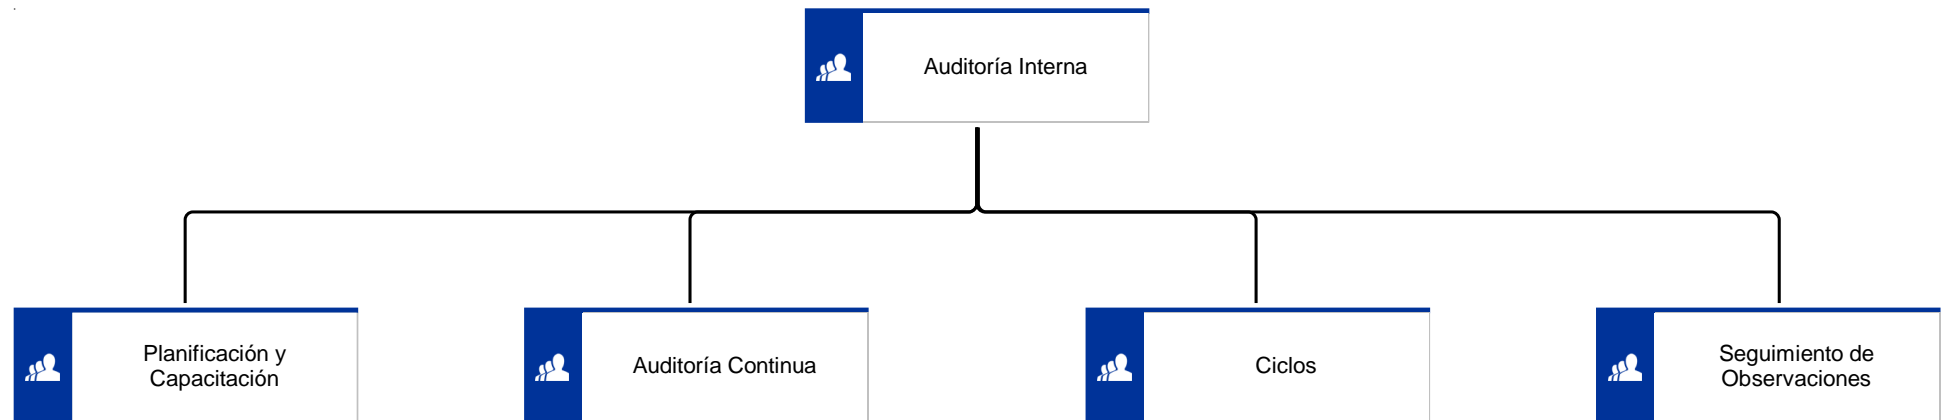 Auditoría Interna
Planificación y
Capacitación
Auditoría Continua
Ciclos
Seguimiento de
Observaciones